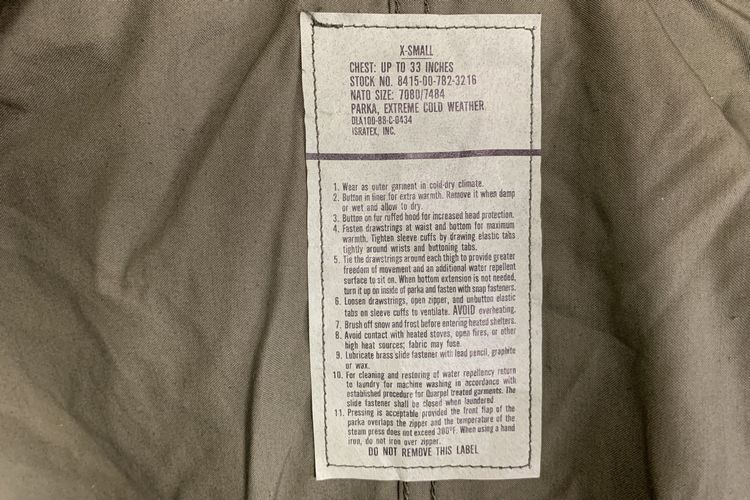 X-SMALL
CHEST: UP TO 33 INCHES
STOCK NO. 8415-00-782-3216
NATO SIZE: 7080/7484
PARKA, EXTREME COLD WEATHER
DLA100-88-C-0434
ISRATEX, INC.
1. Wear as outer garment in cold-dry climate.
2. Button in liner for extra warmth. Remove it when damp
or wet and allow to dry.
3. Button on fur ruffed hood for increased head protection.
4. Fasten drawstrings at waist and bottom for maximum
warmth. Tighten sleeve cuffs by drawing elastic tabs
tightly around wrists and buttoning tabs.
5. Tie the drawstrings around each thigh to provide greater
freedom of movement and an additional water repellent
surface to sit on. When bottom extension is not needed,
turn it up on inside of parka and fasten with snap fasteners.
6. Loosen drawstrings, open zipper, and unbutton elastic
tabs on sleeve cuffs to ventilate. AVOID overheating.
7. Brush off snow and frost before entering heated shelters.
8. Avoid contact with heated stoves, open fires, or other
high heat sources; fabric may fuse.
9. Lubricate brass slide fastener with lead pencil, graphite
or wax.
10. For cleaning and restoring of water repellency return
to laundry for machine washing in accordance with
established procedure for Quarpel treated garments. The
slide fastener shall be closed when laundered
11. Pressing is acceptable provided the front flap of the
parka overlaps the zipper and the temperature of the
steam press does not exceed 300°F. When using a hand
iron, do not iron over zipper.
DO NOT REMOVE THIS LABEL